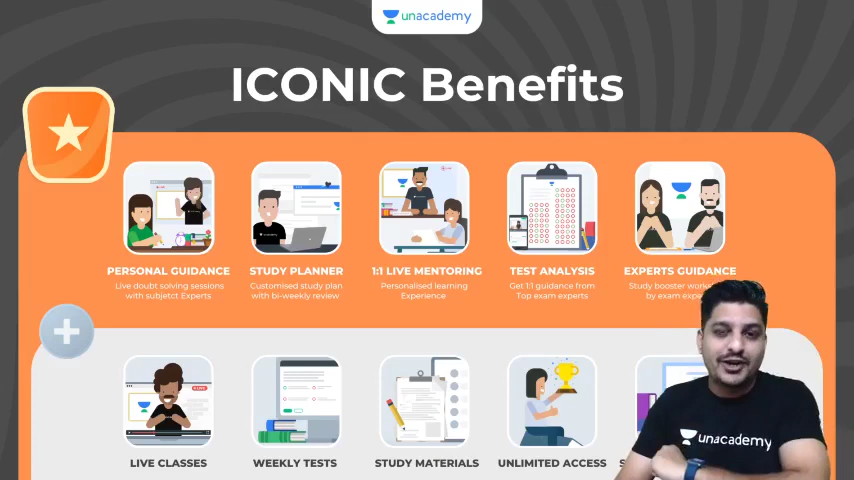 unacademy
ICONIC Benefits
PERSONAL GUIDANCE
Live doubt solving sessions
with subjetct Experts
STUDY PLANNER
Customised study plan
with bi-weekly review
1:1 LIVE MENTORING
Personalised learning
Experience
TEST ANALYSIS
Get 1:1 guidance from
Top exam experts
EXPERTS GUIDANCE
Study booster
by exam
LIVE CLASSES
WEEKLY TESTS
STUDY MATERIALS
UNLIMITED ACCESS
unacademy